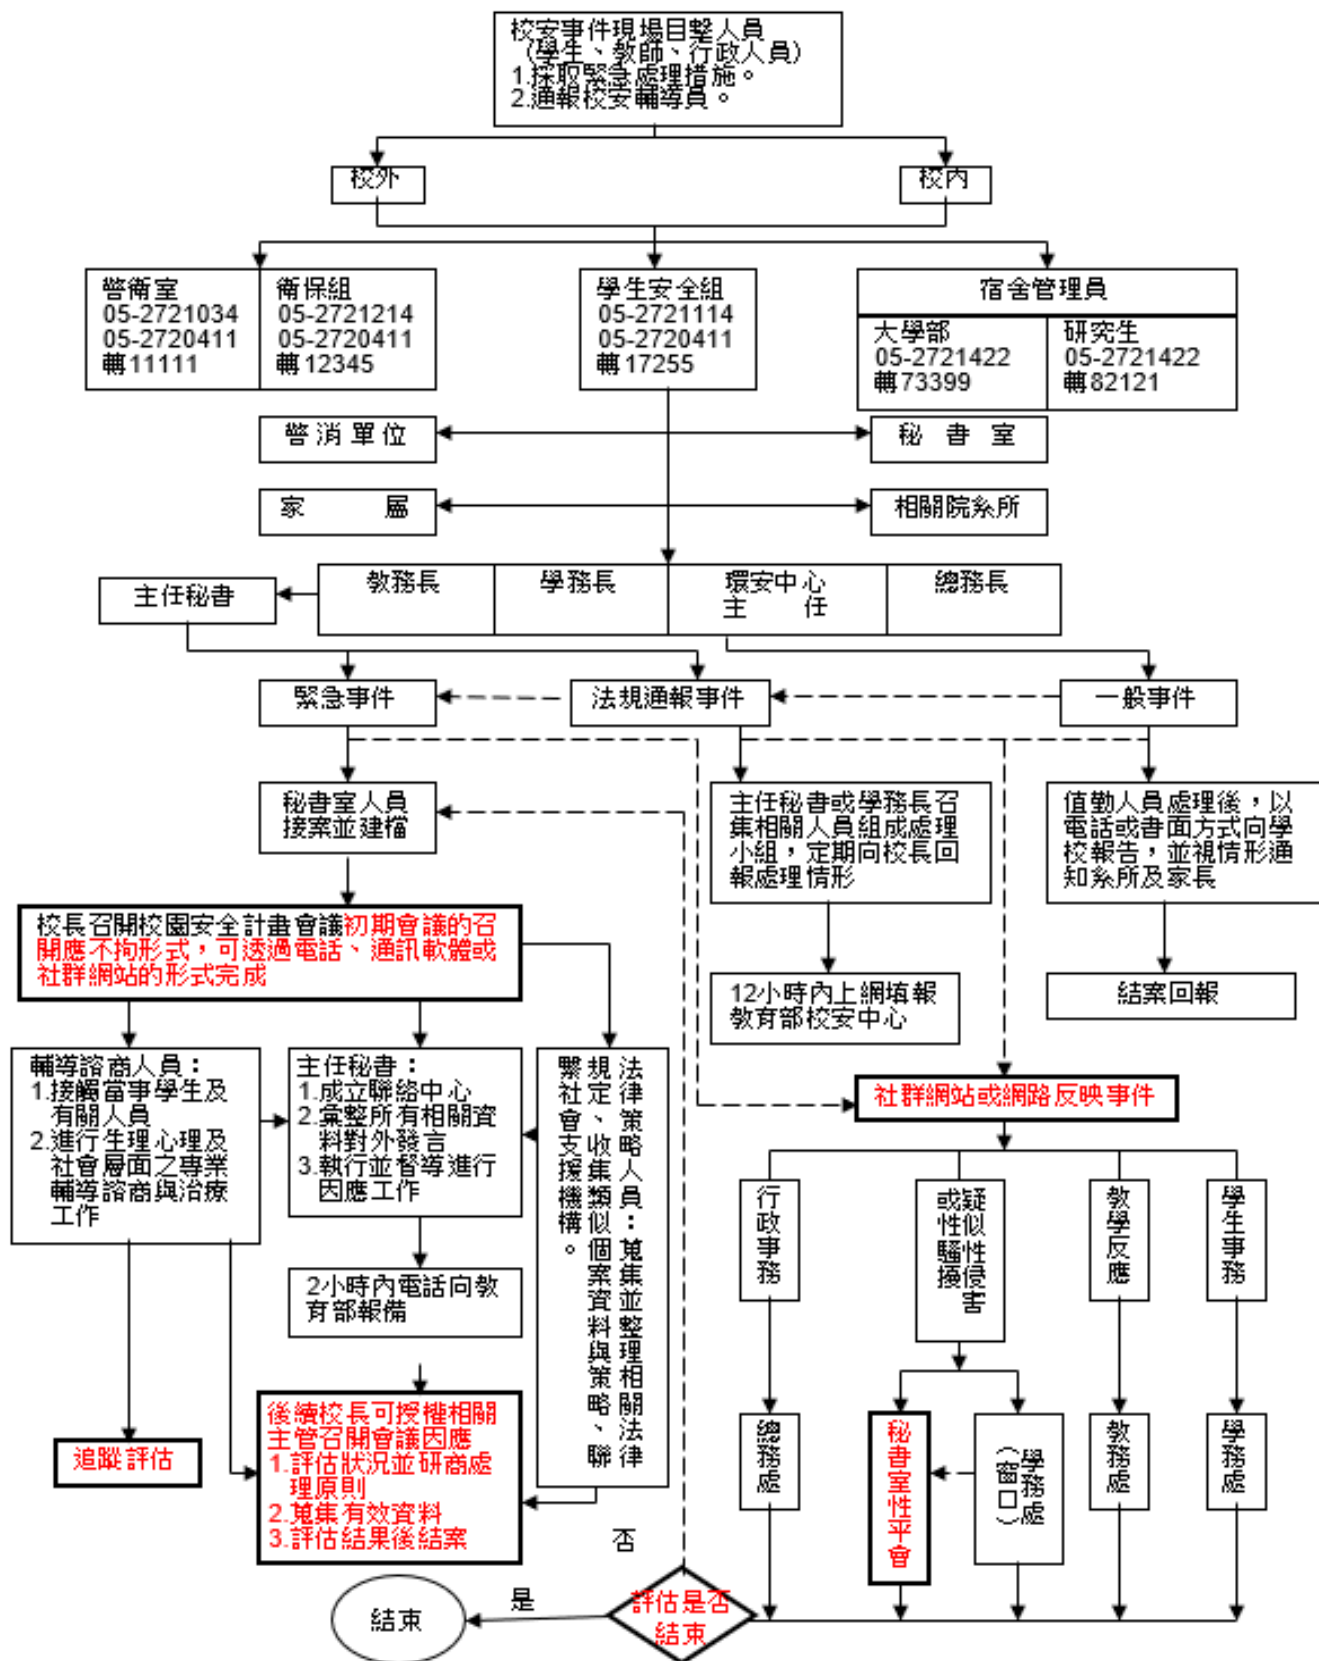 校安事件現場目擊人員
(學生、教師、行政人員)
1.採取緊急處理措施。
2.通報校安輔導員。
校外
校內
警衛室
05-2721034
05-2720411
轉11111
衛保組
05-2721214
05-2720411
轉12345
學生安全組
05-2721114
05-2720411
轉17255
宿舍管理員
大學部
05-2721422
轉73399
研究生
05-2721422
轉82121
警消單位
秘書室
家屬
相關院系所
主任秘書
教務長
學務長
環安中心
主任
總務長
緊急事件
法規通報事件
一般事件
秘書室人員
接案並建檔
主任秘書或學務長召
集相關人員組成處理
小組，定期向校長回
報處理情形
值勤人員處理後，以
電話或書面方式向學
校報告，並視情形通
知系所及家長
校長召開校園安全計畫會議初期會議的召
開應不拘形式，可透過電話、通訊軟體或
社群網站的形式完成
12小時內上網填報
教育部校安中心
結案回報
輔導諮商人員：
1.接觸當事學生及
有關人員
2.進行生理心理及
社會層面之專業
輔導諮商與治療
工作
主任秘書：
1.成立聯絡中心
2.彙整所有相關資
料對外發言
3.執行並督導進行
因應工作
法律策略人員：蒐集並整理相關法律
規定、收集類似個案資料與策略、聯
繫社會支援機構。
社群網站或網路反映事件
行政事務
疑似性侵害
或性騷擾
教學反應
學生事務
2小時內電話向教
育部報備
後續校長可授權相關
主管召開會議因應
1.評估狀況並研商處
理原則
2.蒐集有效資料
3.評估結果後結案
追蹤評估
總務處
秘書室性平會
學務處
(窗口)
教務處
學務處
否
是
評估是否
結束
結束